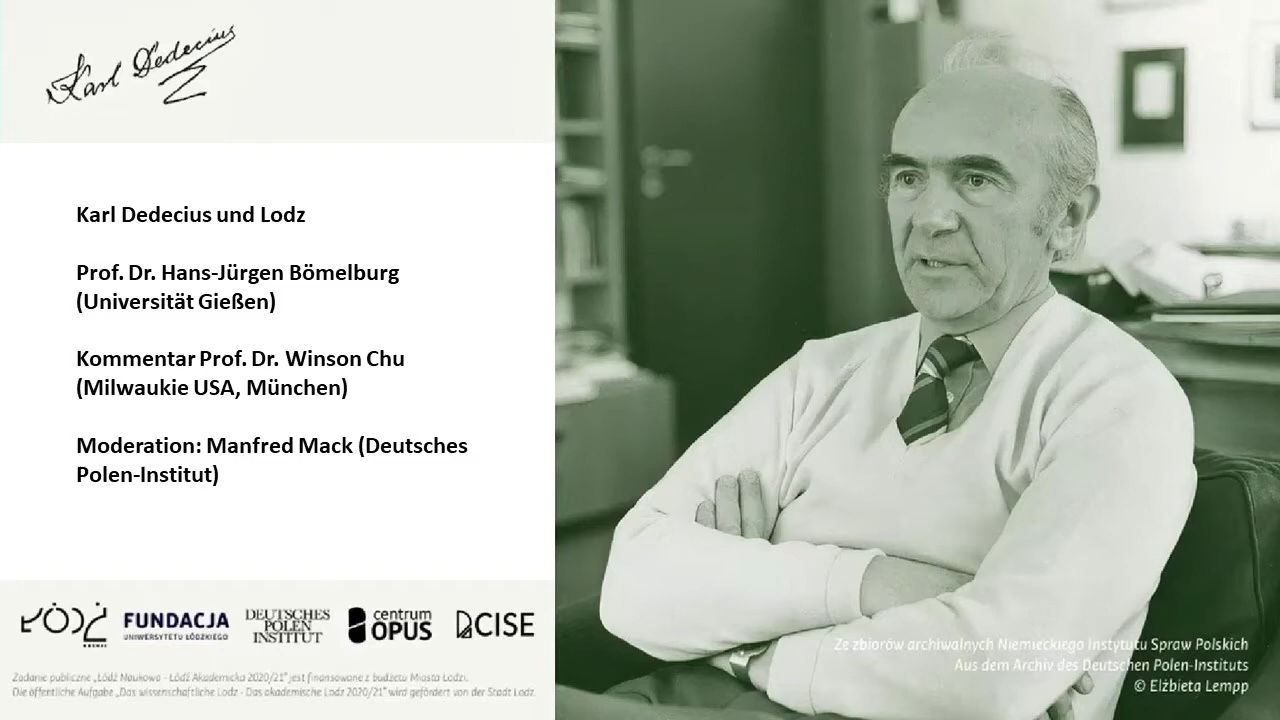 Karl Dedecius
Karl Dedecius und Lodz
Prof. Dr. Hans-Jürgen Bömelburg
(Universität Gießen)
Kommentar Prof. Dr. Winson Chu
(Milwaukie USA, München)
Moderation: Manfred Mack (Deutsches
Polen-Institut)
ŁÓDŹ
FUNDACJA
UNIWERSYTETU ŁÓDZKIEGO
DEUTSCHES
POLEN
INSTITUT
centrum
OPUS
CISE
Zadanie publiczne „Łódź Naukowa - Łódź Akademicka 2020/21” jest finansowane z budżetu Miasta Łodzi.
Die öffentliche Aufgabe „Das wissenschaftliche Lodz - Das akademische Lodz 2020/21” wird gefördert von der Stadt Lodz.
Ze zbiorów archiwalnych Niemieckiego Instytutu Spraw Polskich
Aus dem Archiv des Deutschen Polen-Instituts
© Elżbieta Lempp